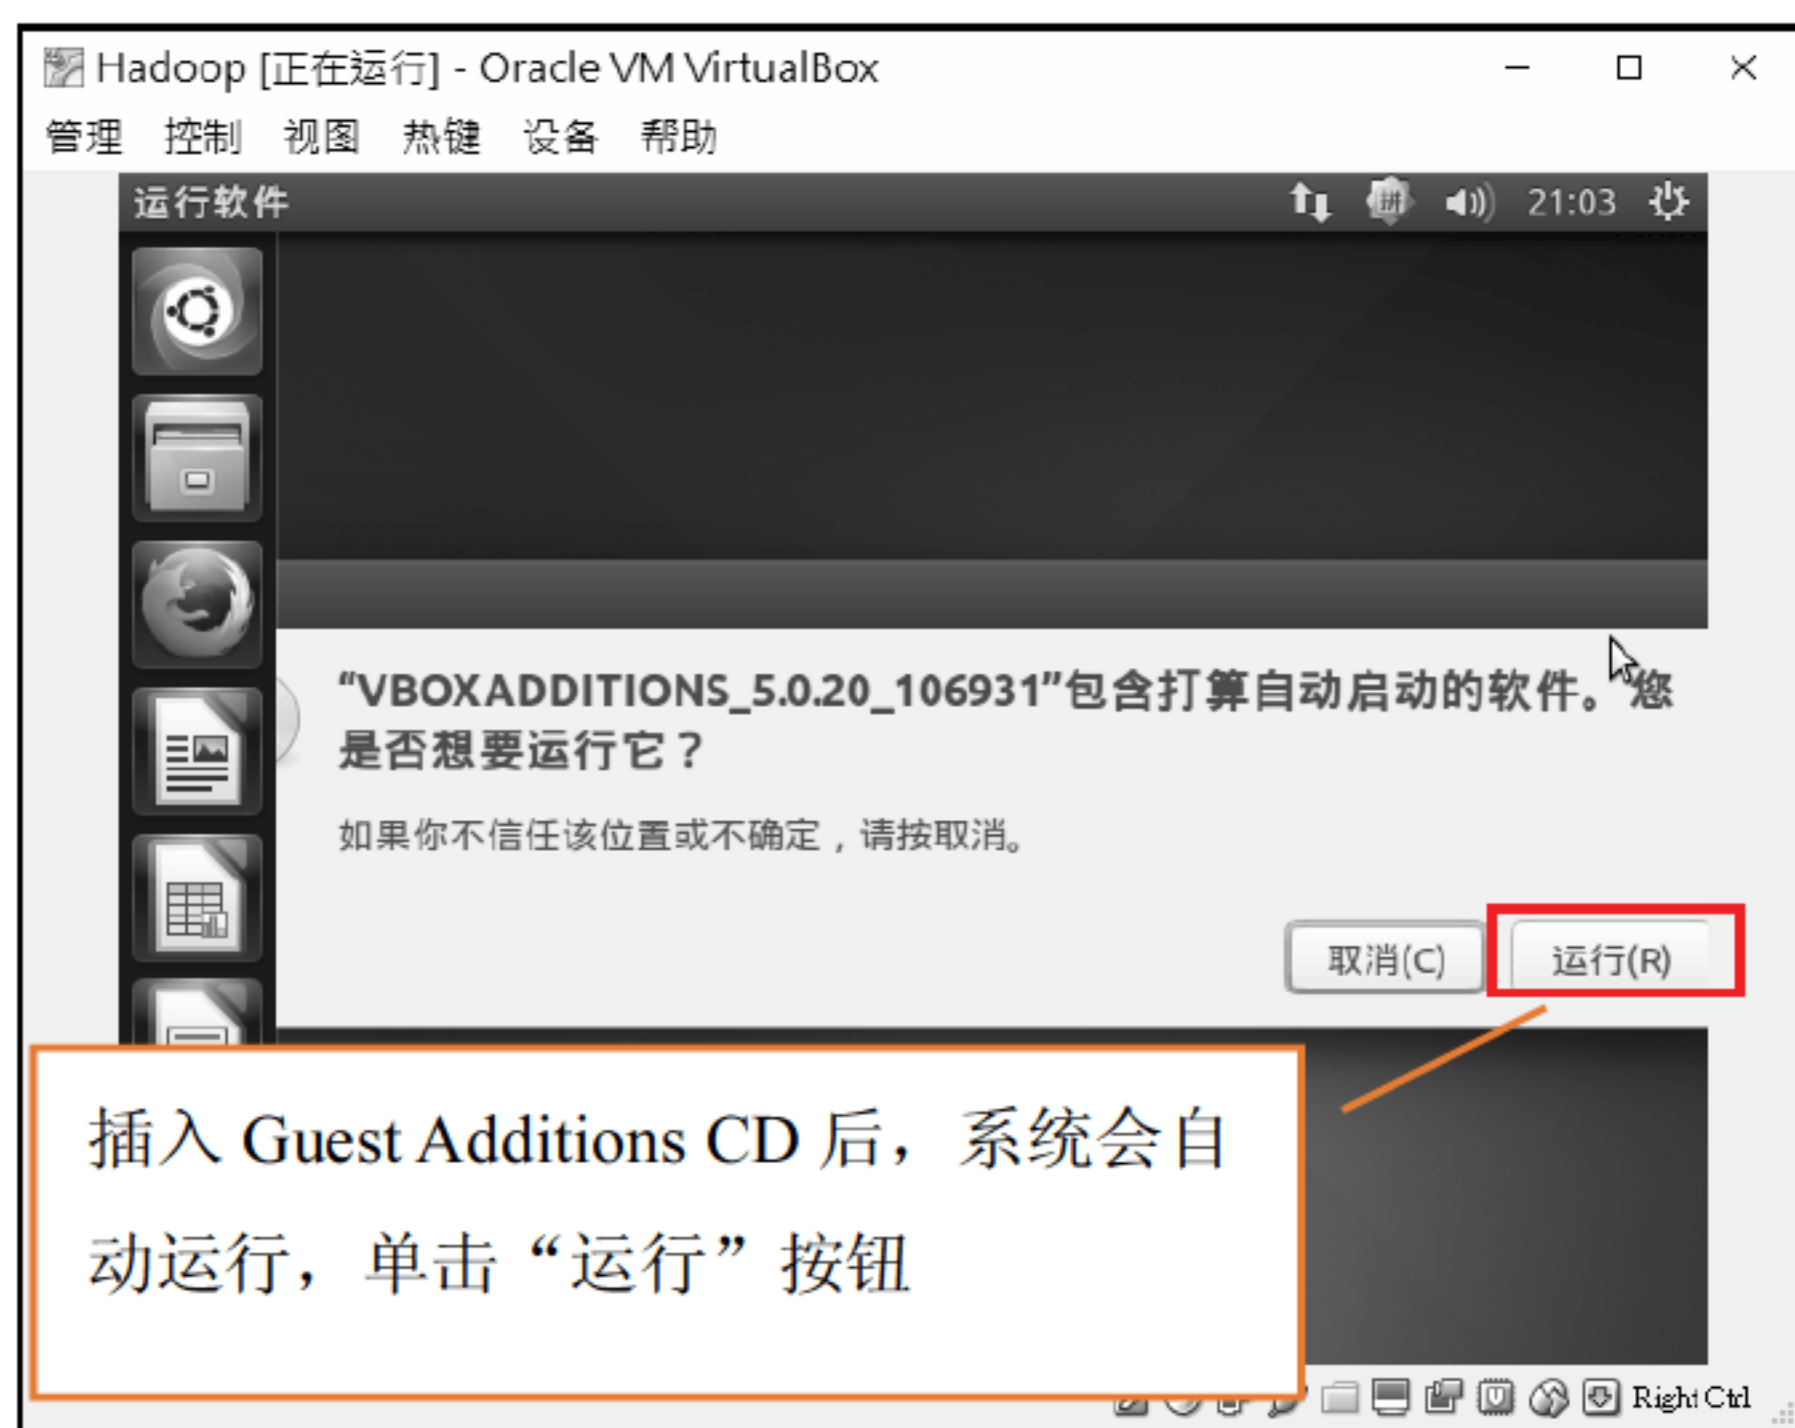 Hadoop [正在运行] - Oracle VM VirtualBox
管理 控制 视图 热键 设备 帮助
运行软件 拼 21:03
“VBOXADDITIONS_5.0.20_106931”包含打算自动启动的软件。您
是否想要运行它？
如果你不信任该位置或不确定，请按取消。
取消(C) 运行(R)
插入 Guest Additions CD 后，系统会自
动运行，单击“运行”按钮
Right Ctrl